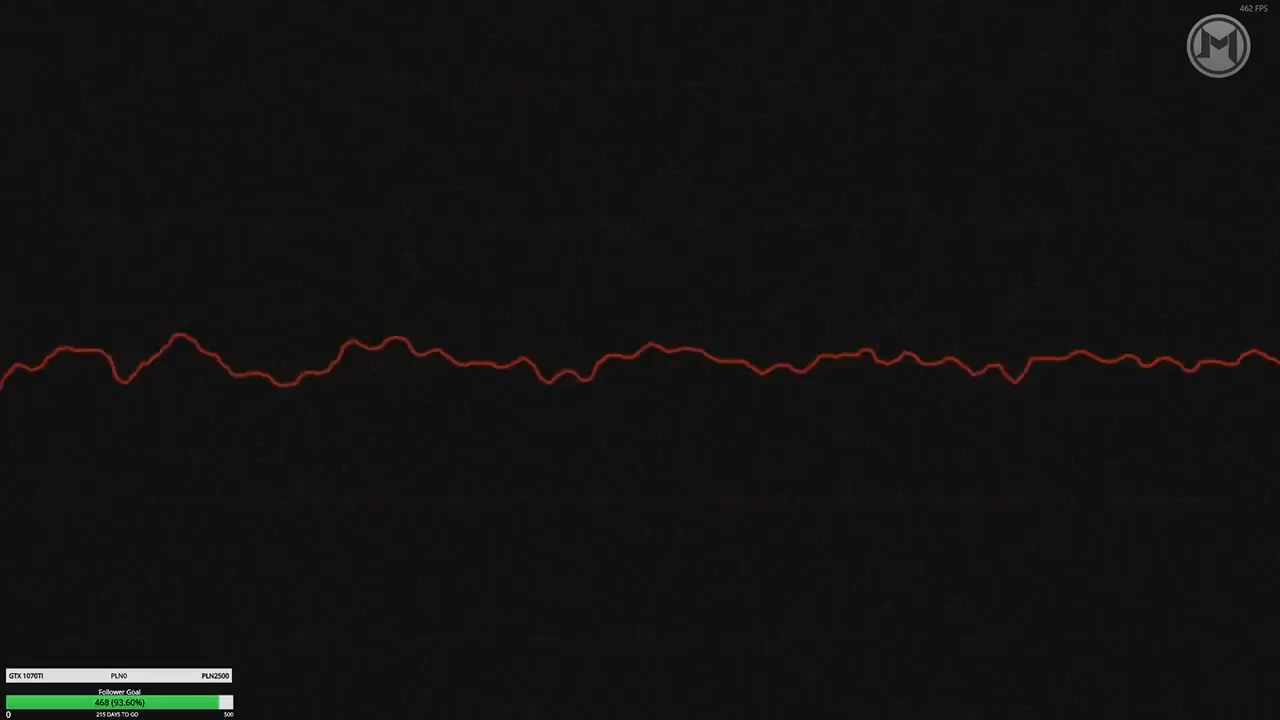 462 FPS
M
GTX 1070TI PLN0 PLN2500
Follower Goal
468 (93.60%)
0 215 DAYS TO GO 500